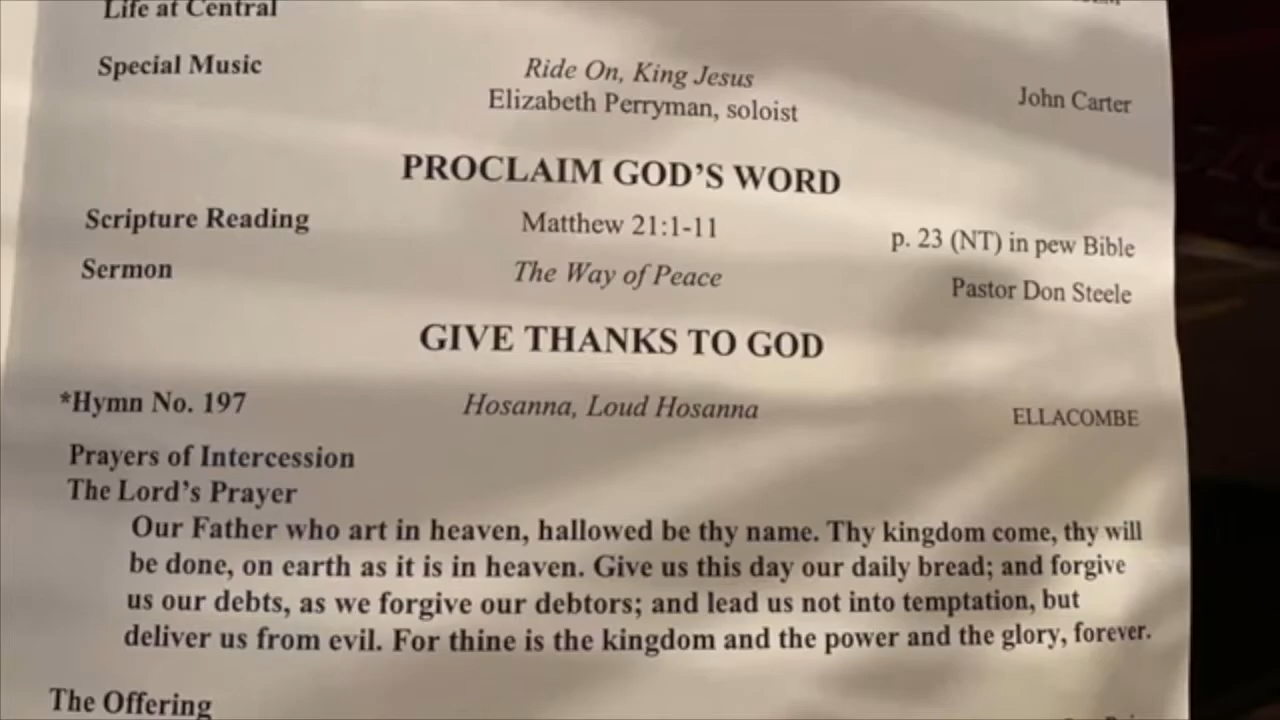 Life at Central
Special Music Ride On, King Jesus John Carter
Elizabeth Perryman, soloist
PROCLAIM GOD'S WORD
Scripture Reading Matthew 21:1-11 p. 23 (NT) in pew Bible
Sermon The Way of Peace Pastor Don Steele
GIVE THANKS TO GOD
*Hymn No. 197 Hosanna, Loud Hosanna ELLACOMBE
Prayers of Intercession
The Lord's Prayer
Our Father who art in heaven, hallowed be thy name. Thy kingdom come, thy will
be done, on earth as it is in heaven. Give us this day our daily bread; and forgive
us our debts, as we forgive our debtors; and lead us not into temptation, but
deliver us from evil. For thine is the kingdom and the power and the glory, forever.
The Offering